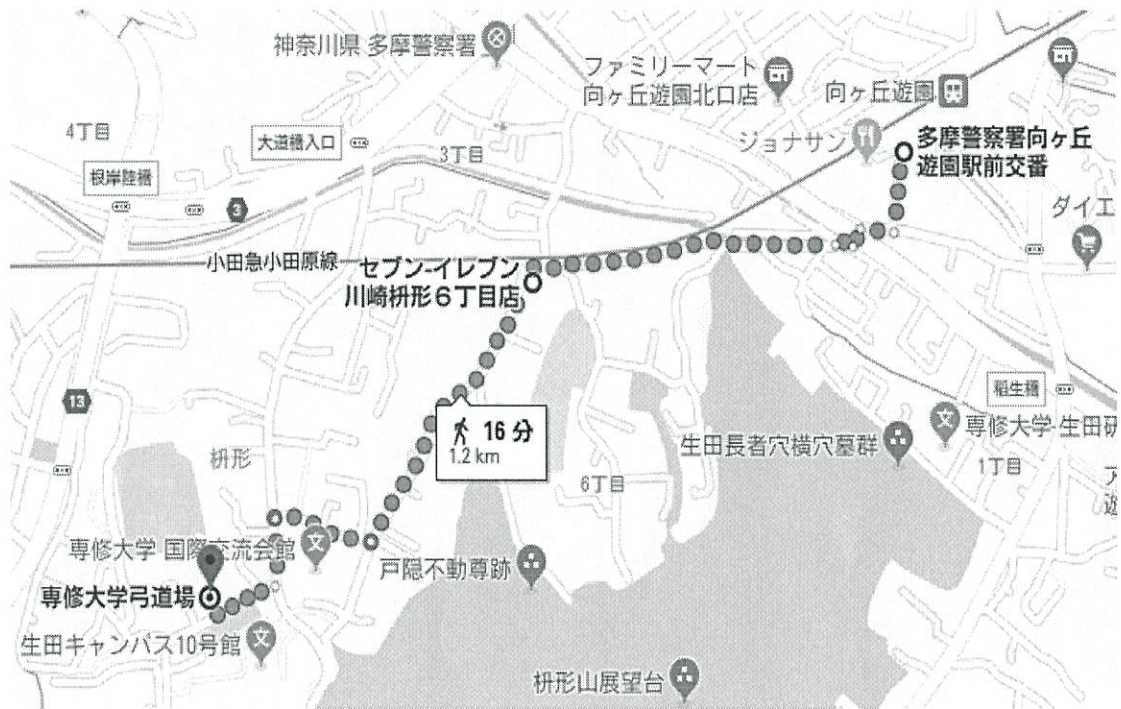 神奈川県 多摩警察署
ファミリーマート
向ヶ丘遊園北口店
向ヶ丘遊園
4丁目
大道橋入口
3丁目
ジョナサン
多摩警察署向ヶ丘
遊園駅前交番
根岸陸橋
3
ダイエ
小田急小田原線
セブン-イレブン
川崎枡形6丁目店
13
稲生橋
16 分
1.2 km
専修大学 生田研
生田長者穴横穴墓群
枡形
1丁目
6丁目
専修大学 国際交流会館
戸隠不動尊跡
専修大学弓道場
生田キャンパス10号館
枡形山展望台